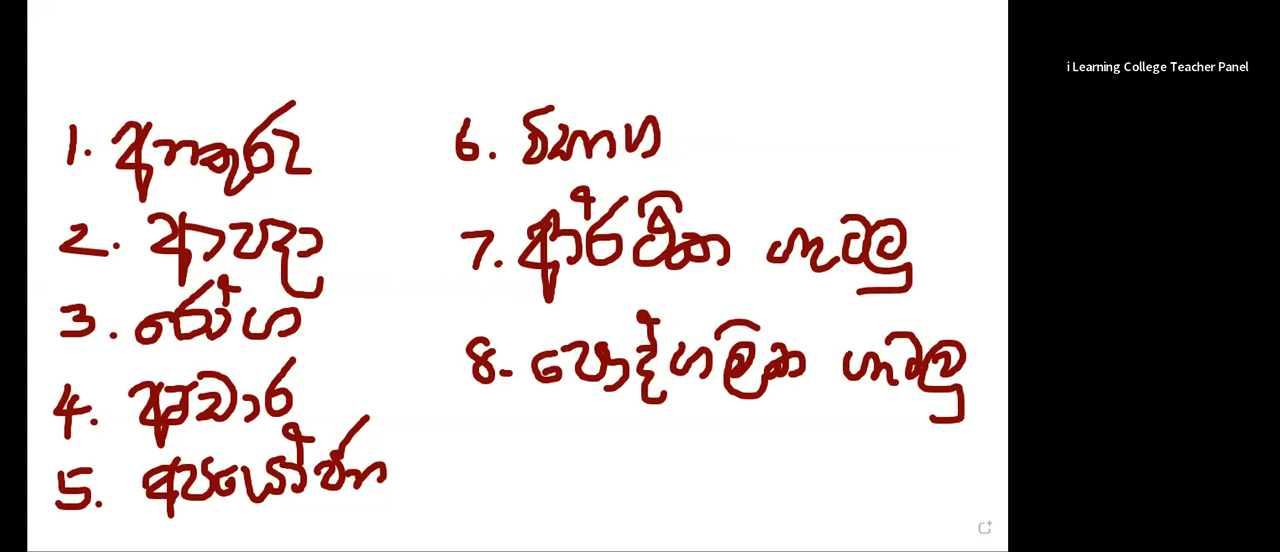 i Learning College Teacher Panel
1. අනතුරු
2. ආපදා
3. රෝග
4. අපචාර
5. අපයෝජන
6. විභාග
7. ආර්ථික ගැටලු
8. පෞද්ගලික ගැටලු